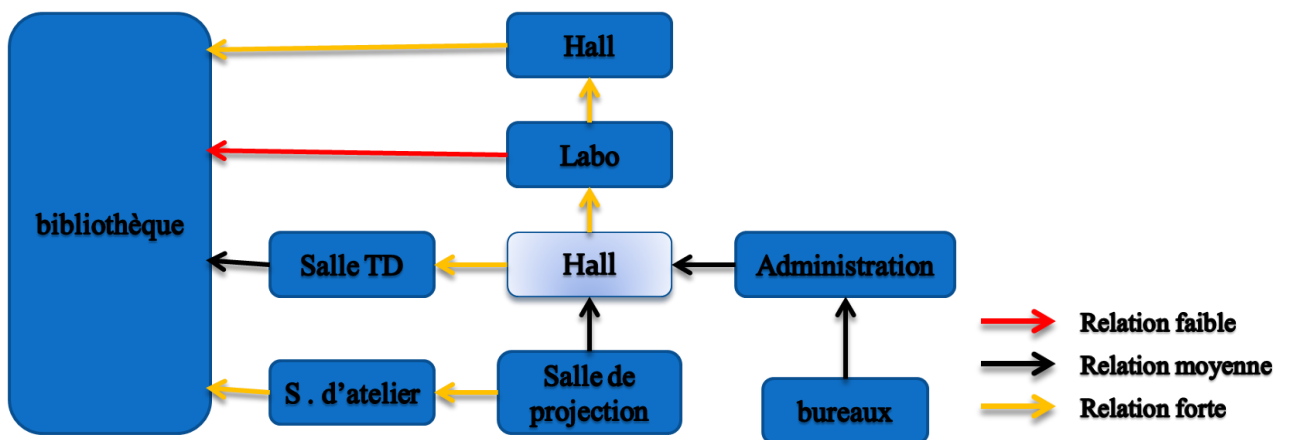 Hall
Labo
bibliothèque
Salle TD
Hall
Administration
Relation faible
Relation moyenne
S . d’atelier
Salle de
projection
bureaux
Relation forte